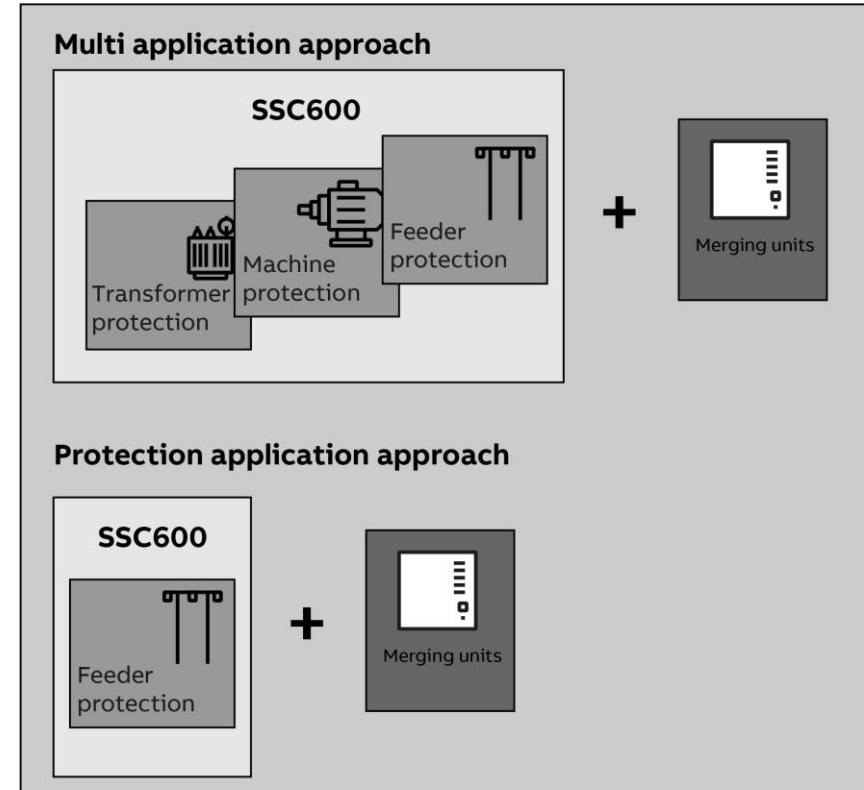 Multi application approach
SSC600
Transformer
protection
Machine
protection
Feeder
protection
+
Merging units
Protection application approach
SSC600
Feeder
protection
+
Merging units